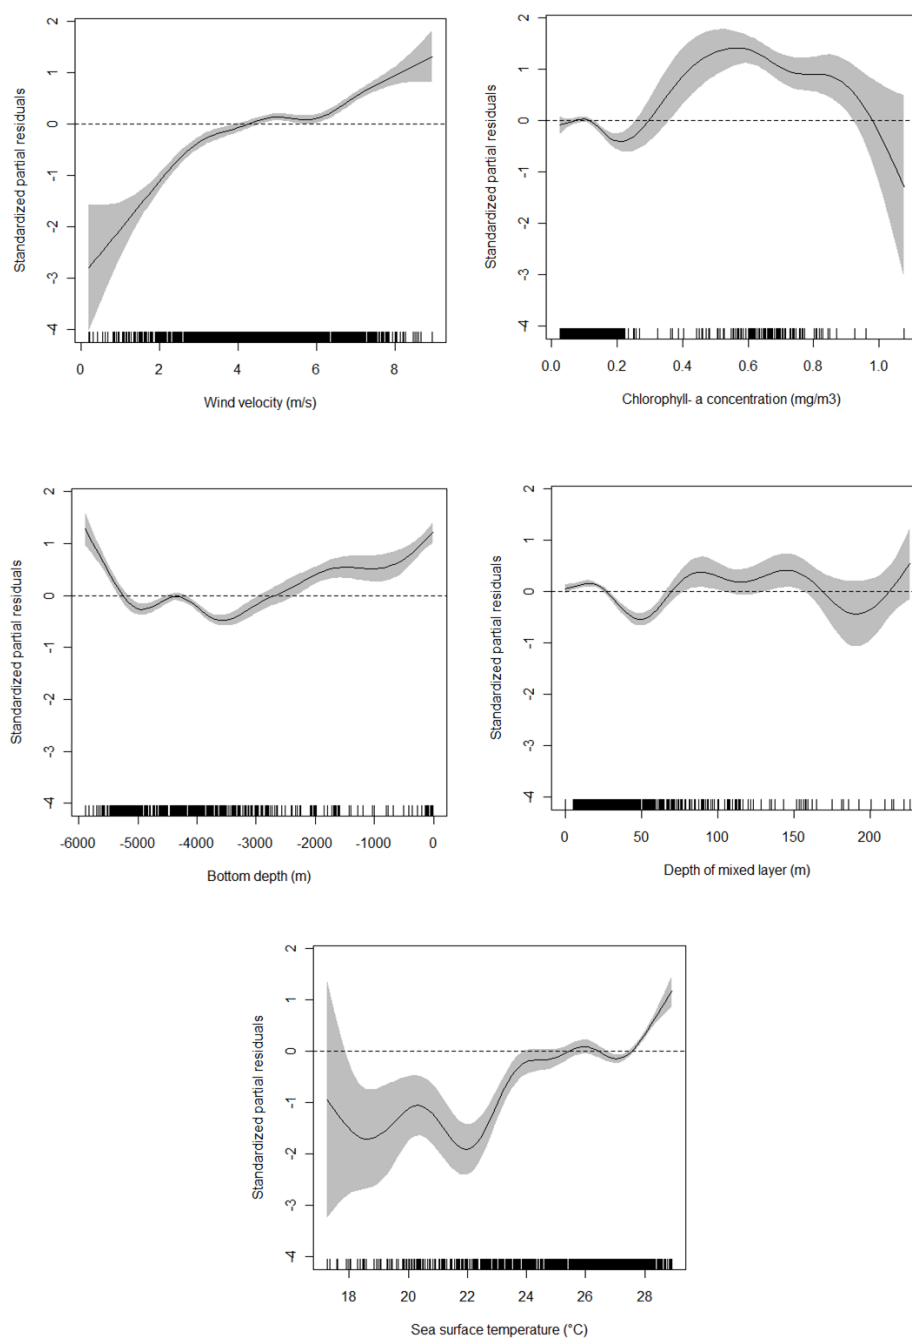 2
1
0
-1
-2
-3
-4
Standardized partial residuals
0 2 4 6 8
Wind velocity (m/s)
2
1
0
-1
-2
-3
-4
Standardized partial residuals
0.0 0.2 0.4 0.6 0.8 1.0
Chlorophyll- a concentration (mg/m3)
2
1
0
-1
-2
-3
-4
Standardized partial residuals
-6000 -5000 -4000 -3000 -2000 -1000 0
Bottom depth (m)
2
1
0
-1
-2
-3
-4
Standardized partial residuals
0 50 100 150 200
Depth of mixed layer (m)
2
1
0
-1
-2
-3
-4
Standardized partial residuals
18 20 22 24 26 28
Sea surface temperature (°C)